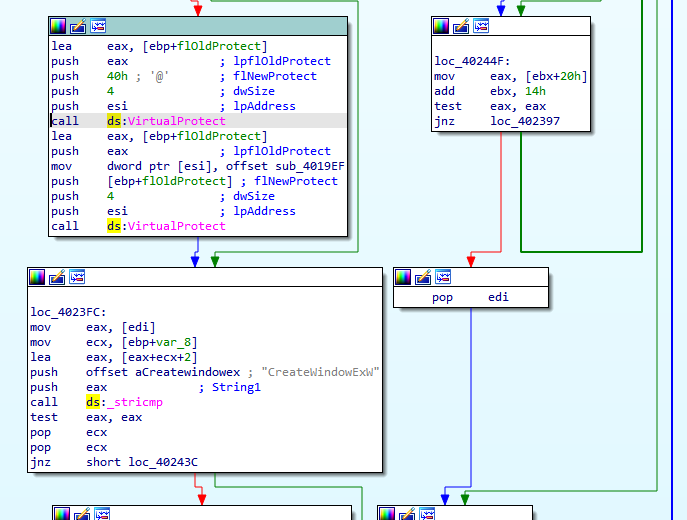 lea eax, [ebp+flOldProtect]
push eax ; lpflOldProtect
push 40h ; '@' ; flNewProtect
push 4 ; dwSize
push esi ; lpAddress
call ds:VirtualProtect
lea eax, [ebp+flOldProtect]
push eax ; lpflOldProtect
mov dword ptr [esi], offset sub_4019EF
push [ebp+flOldProtect] ; flNewProtect
push 4 ; dwSize
push esi ; lpAddress
call ds:VirtualProtect
loc_40244F:
mov eax, [ebx+20h]
add ebx, 14h
test eax, eax
jnz loc_402397
loc_4023FC:
mov eax, [edi]
mov ecx, [ebp+var_8]
lea eax, [eax+ecx+2]
push offset aCreatewindowex ; "CreateWindowExW"
push eax ; String1
call ds:_stricmp
test eax, eax
pop ecx
pop ecx
jnz short loc_40243C
pop edi